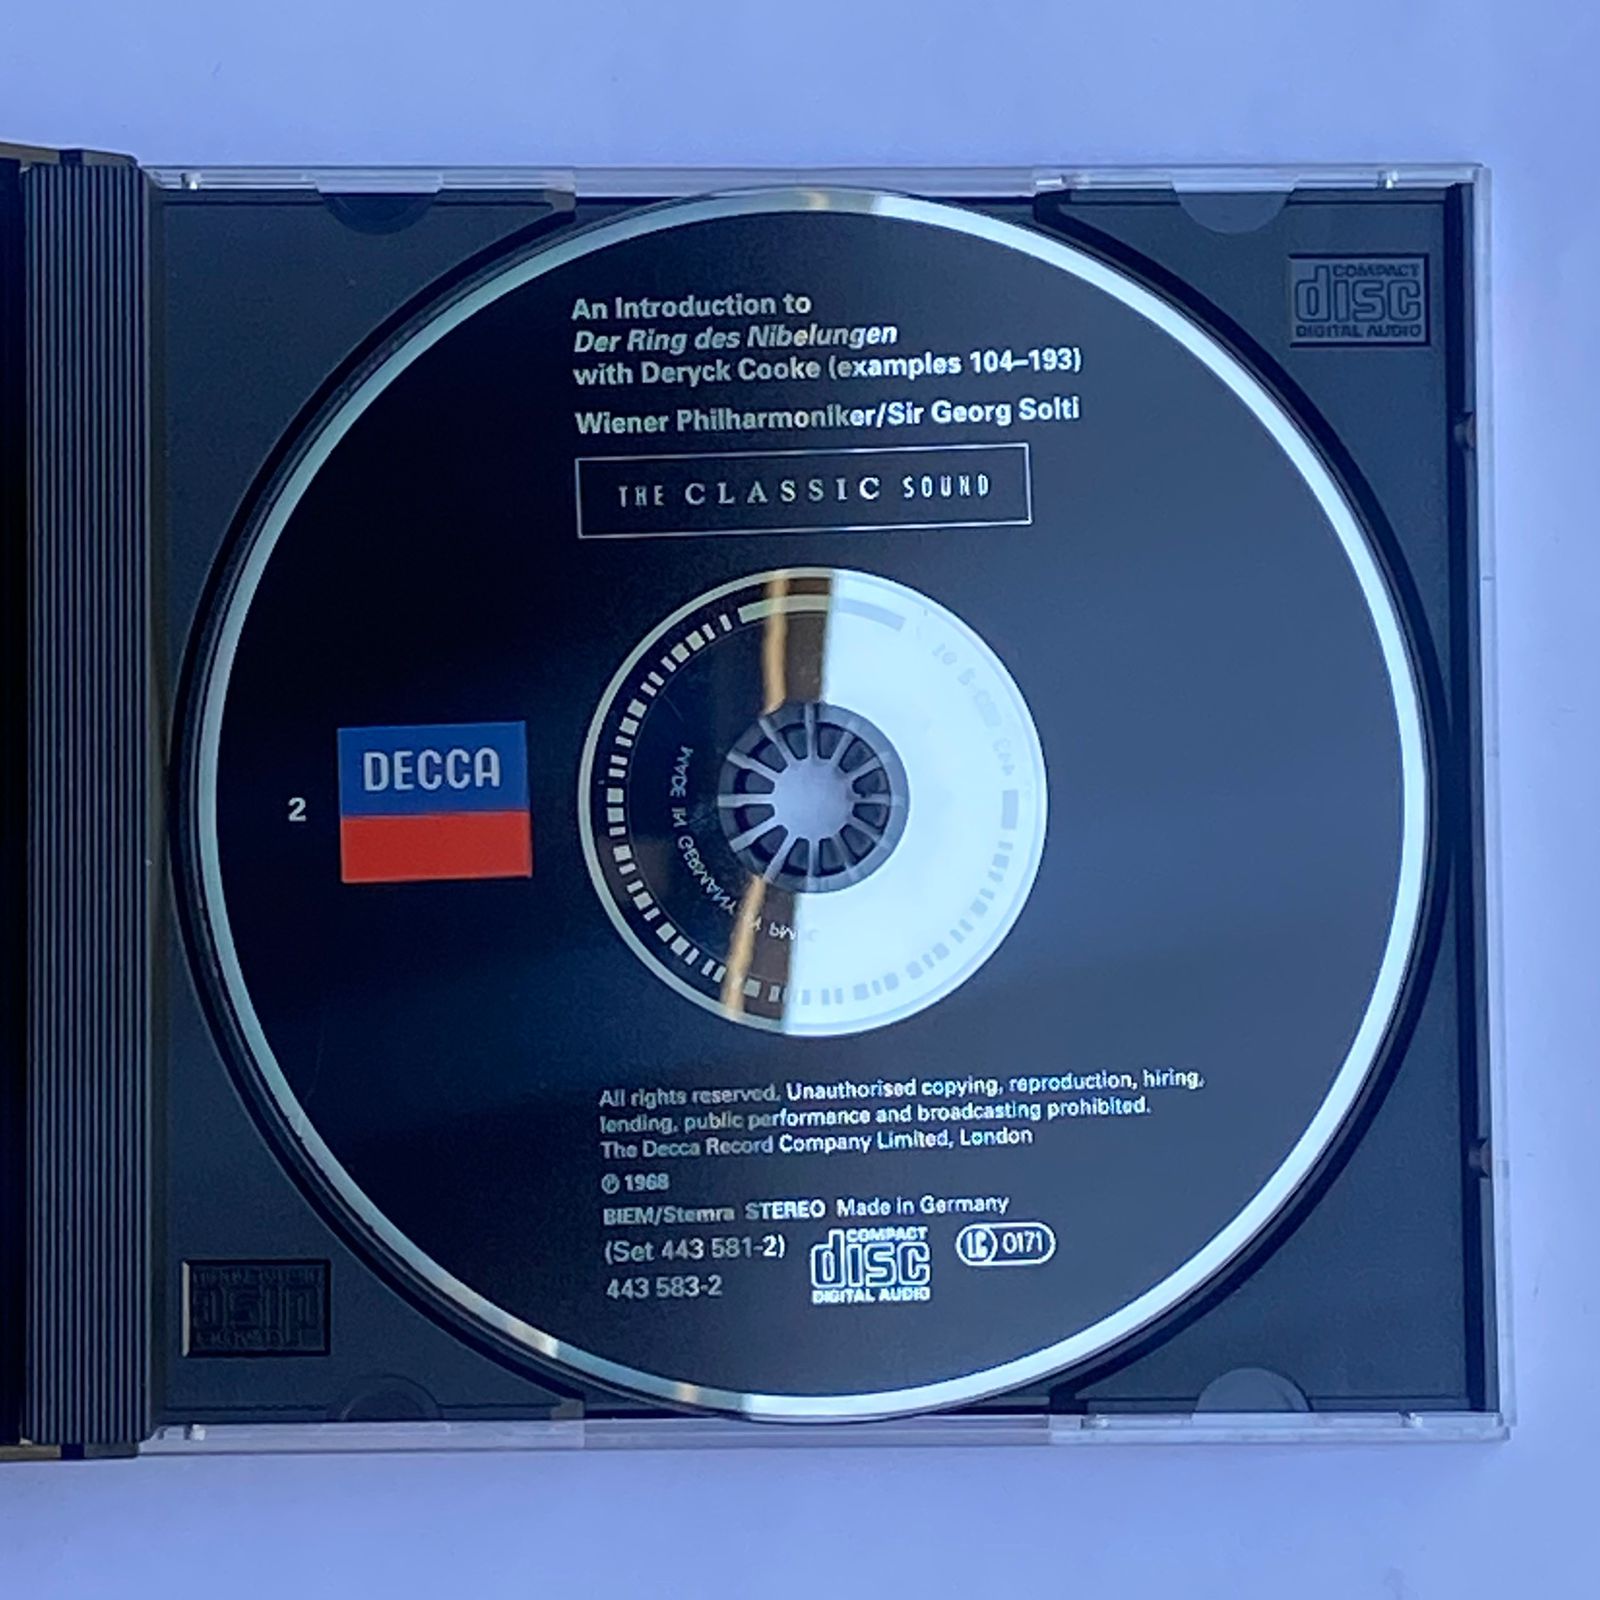 An Introduction to
Der Ring des Nibelungen
with Deryck Cooke (examples 104–193)
Wiener Philharmoniker/Sir Georg Solti
THE CLASSIC SOUND
COMPACT
disc
DIGITAL AUDIO
2
DECCA
MADE IN GERMANY
All rights reserved. Unauthorised copying, reproduction, hiring,
lending, public performance and broadcasting prohibited.
The Decca Record Company Limited, London
℗ 1968
BIEM/Stemra STEREO Made in Germany
(Set 443 581-2)
443 583-2
COMPACT
disc
DIGITAL AUDIO
LC 0171